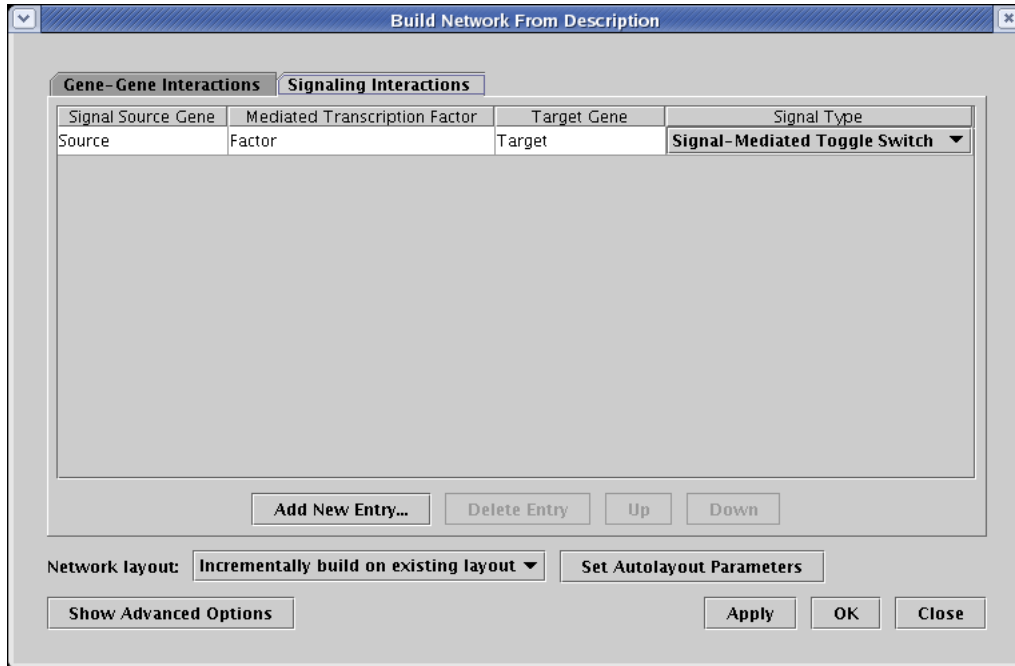 Build Network From Description
Gene-Gene Interactions Signaling Interactions
Signal Source Gene Mediated Transcription Factor Target Gene Signal Type
Source Factor Target Signal-Mediated Toggle Switch
Add New Entry... Delete Entry Up Down
Network layout: Incrementally build on existing layout Set Autolayout Parameters
Show Advanced Options Apply OK Close